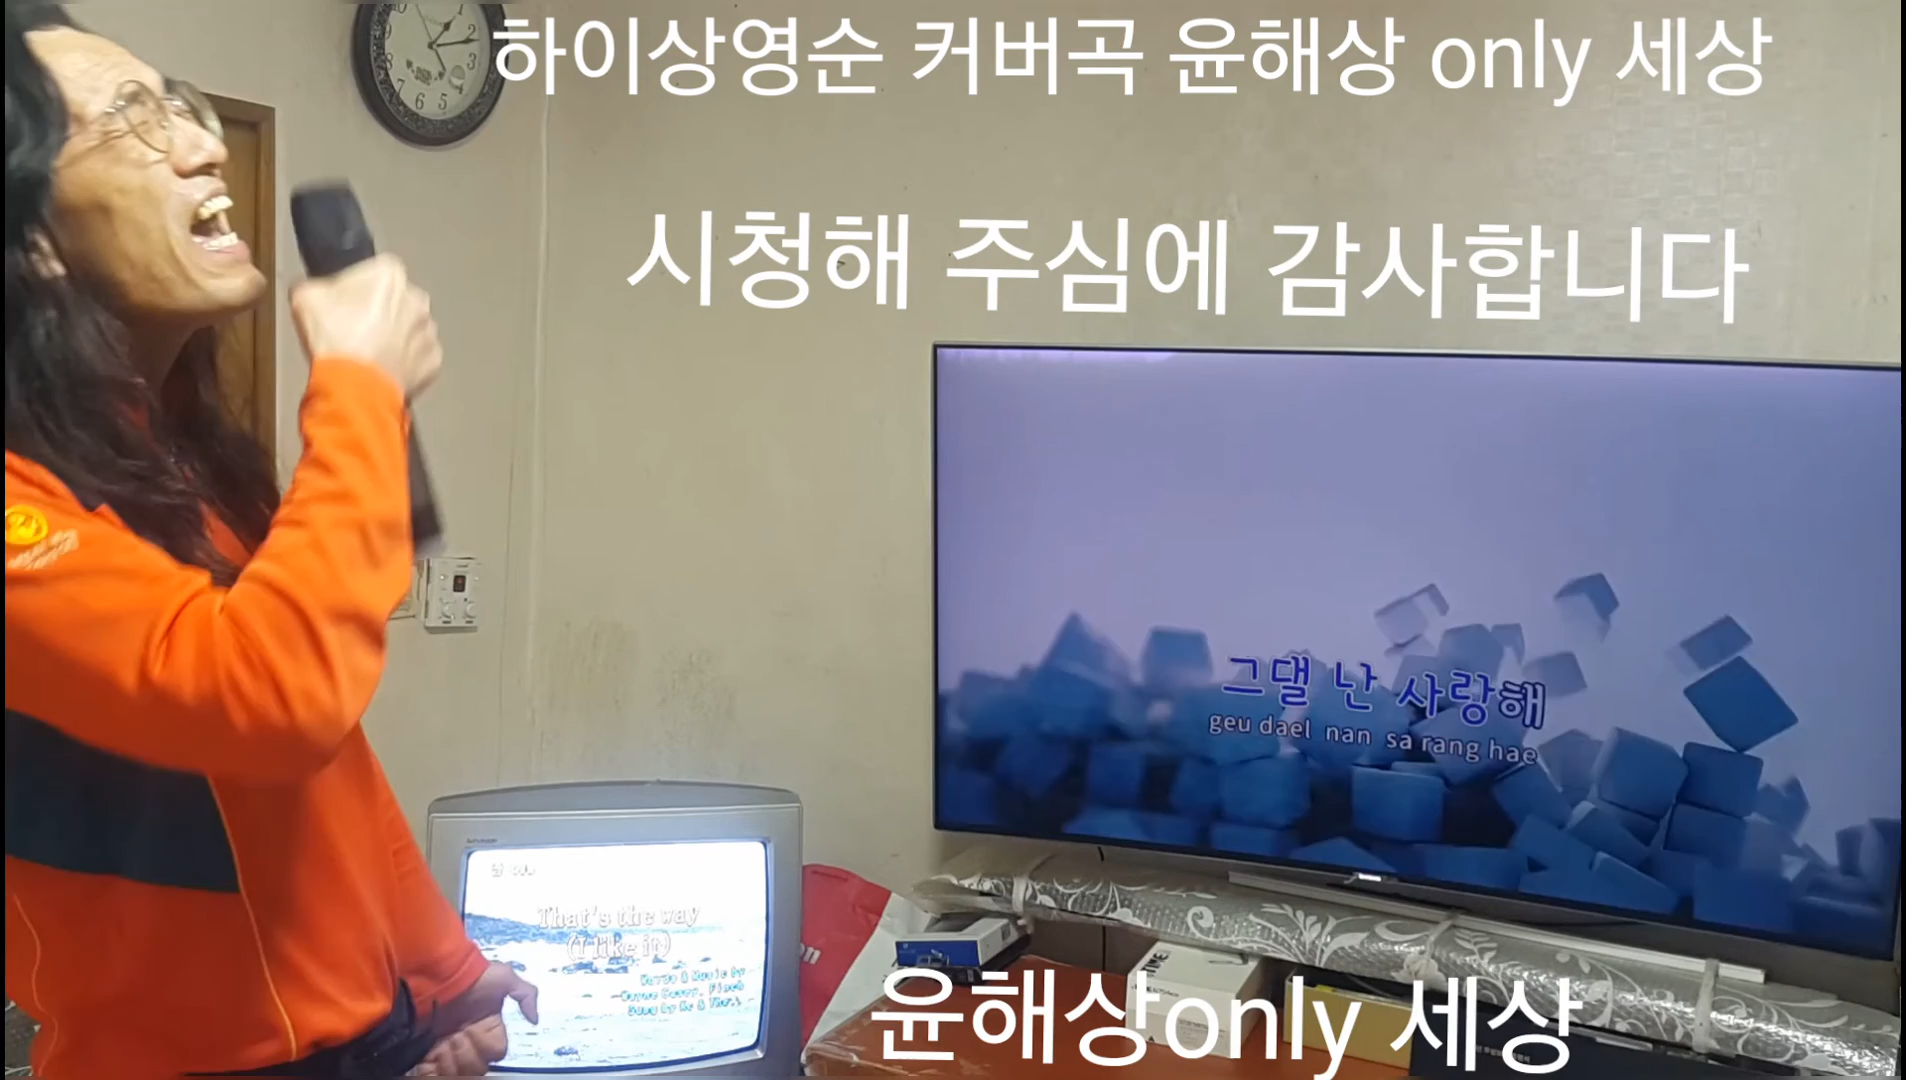 하이상영순 커버곡 윤해상 only 세상
시청해 주심에 감사합니다
그댈 난 사랑해
geu dael nan sa rang hae
That's the way
(I like it)
윤해상only 세상